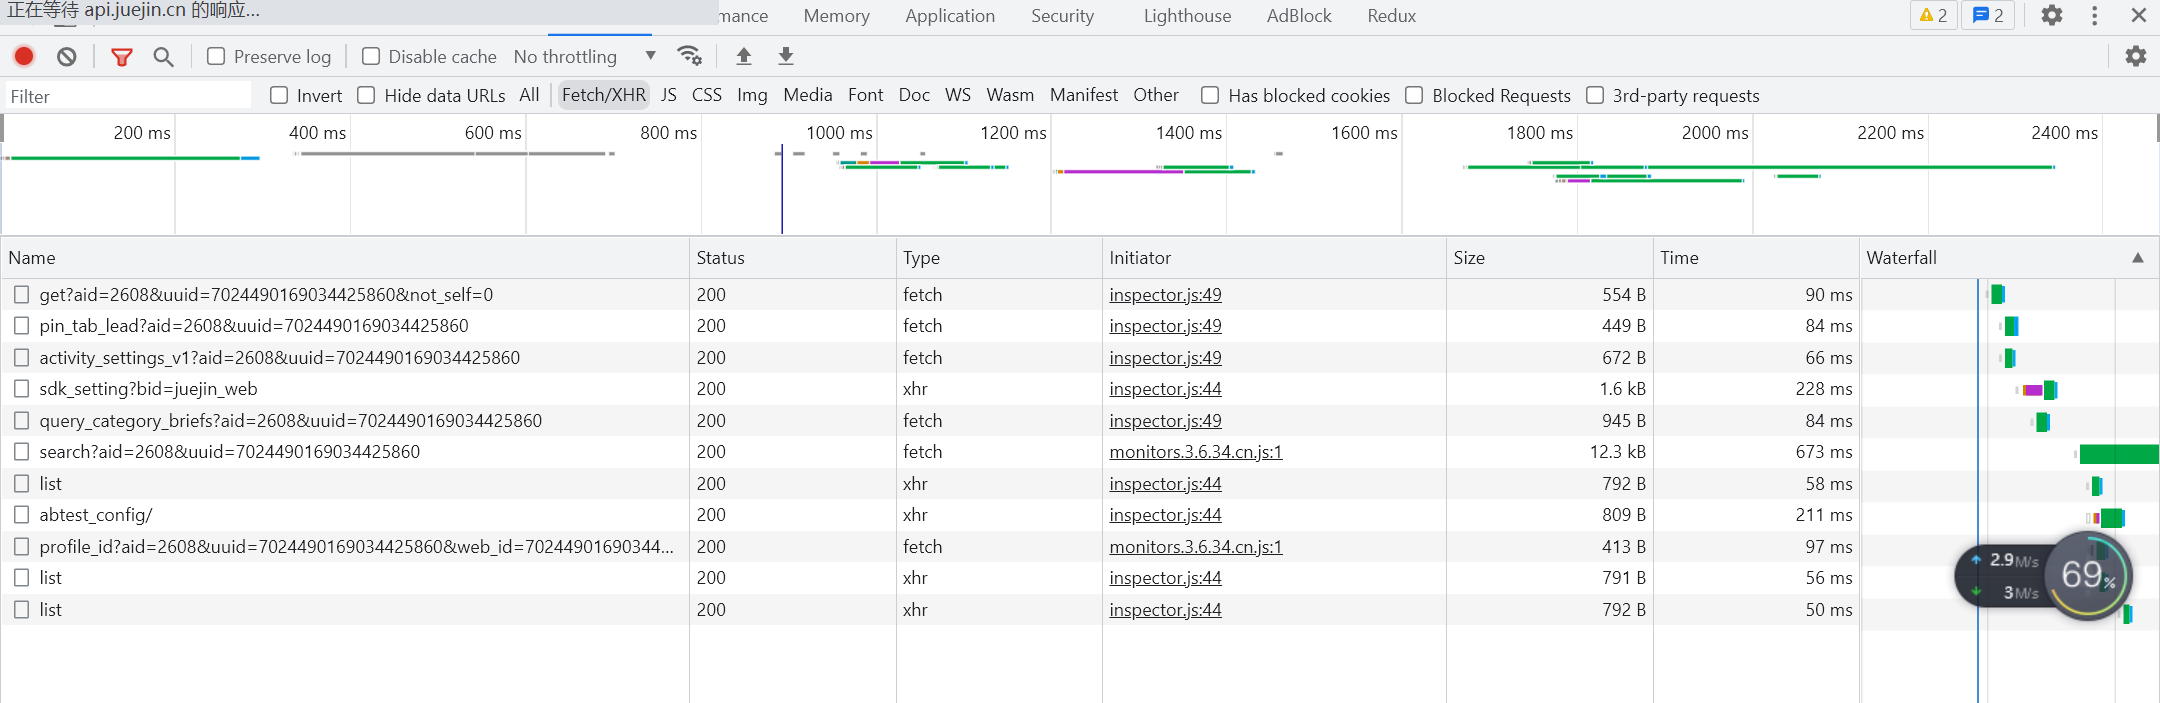 正在等待 api.juejin.cn 的响应... mance Memory Application Security Lighthouse AdBlock Redux 2 2
Preserve log Disable cache No throttling
Filter Invert Hide data URLs All Fetch/XHR JS CSS Img Media Font Doc WS Wasm Manifest Other Has blocked cookies Blocked Requests 3rd-party requests
200 ms 400 ms 600 ms 800 ms 1000 ms 1200 ms 1400 ms 1600 ms 1800 ms 2000 ms 2200 ms 2400 ms
Name Status Type Initiator Size Time Waterfall
get?aid=2608&uuid=7024490169034425860&not_self=0 200 fetch inspector.js:49 554 B 90 ms
pin_tab_lead?aid=2608&uuid=7024490169034425860 200 fetch inspector.js:49 449 B 84 ms
activity_settings_v1?aid=2608&uuid=7024490169034425860 200 fetch inspector.js:49 672 B 66 ms
sdk_setting?bid=juejin_web 200 xhr inspector.js:44 1.6 kB 228 ms
query_category_briefs?aid=2608&uuid=7024490169034425860 200 fetch inspector.js:49 945 B 84 ms
search?aid=2608&uuid=7024490169034425860 200 fetch monitors.3.6.34.cn.js:1 12.3 kB 673 ms
list 200 xhr inspector.js:44 792 B 58 ms
abtest_config/ 200 xhr inspector.js:44 809 B 211 ms
profile_id?aid=2608&uuid=7024490169034425860&web_id=70244901690344... 200 fetch monitors.3.6.34.cn.js:1 413 B 97 ms
2.9M/s
69%
list 200 xhr inspector.js:44 791 B 56 ms
3M/s
list 200 xhr inspector.js:44 792 B 50 ms